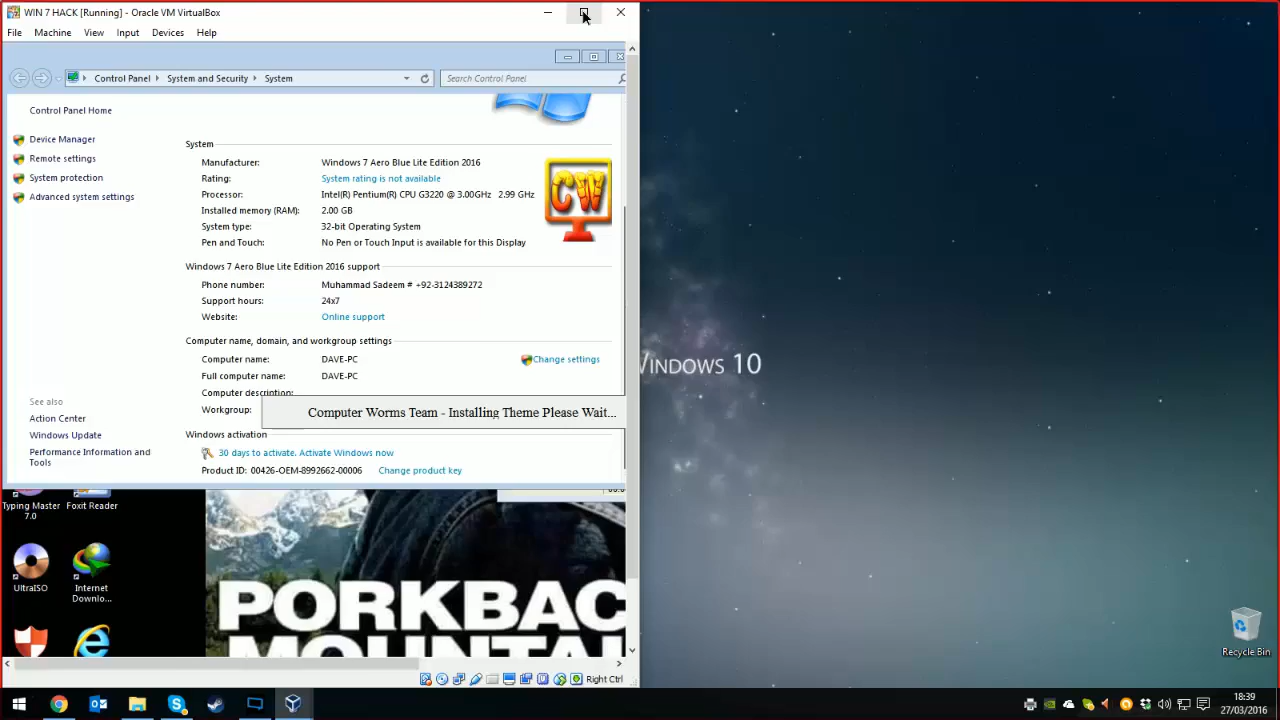 WIN 7 HACK [Running] - Oracle VM VirtualBox
File Machine View Input Devices Help
Control Panel System and Security System
Search Control Panel
Control Panel Home
Device Manager
Remote settings
System protection
Advanced system settings
System
Manufacturer: Windows 7 Aero Blue Lite Edition 2016
Rating: System rating is not available
Processor: Intel(R) Pentium(R) CPU G3220 @ 3.00GHz 2.99 GHz
Installed memory (RAM): 2.00 GB
System type: 32-bit Operating System
Pen and Touch: No Pen or Touch Input is available for this Display
CW
Windows 7 Aero Blue Lite Edition 2016 support
Phone number: Muhammad Sadeem # +92-3124389272
Support hours: 24x7
Website: Online support
Computer name, domain, and workgroup settings
Computer name: DAVE-PC
Change settings
Full computer name: DAVE-PC
Computer description:
Workgroup:
Computer Worms Team - Installing Theme Please Wait...
See also
Action Center
Windows Update
Performance Information and
Tools
Windows activation
30 days to activate. Activate Windows now
Product ID: 00426-OEM-8992662-00006 Change product key
Typing Master
7.0
Foxit Reader
UltraISO
Internet
Downlo...
PORKBAC
MOUNTAI
Right Ctrl
WINDOWS 10
Recycle Bin
18:39
27/03/2016